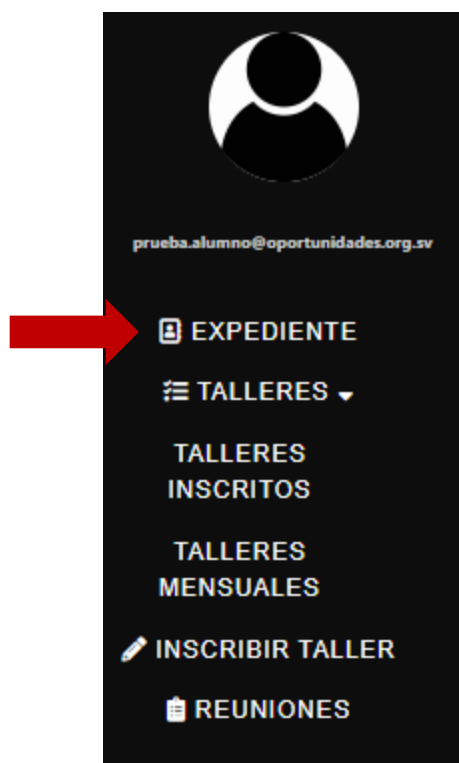 prueba.alumno@oportunidades.org.sv
EXPEDIENTE
TALLERES
TALLERES
INSCRITOS
TALLERES
MENSUALES
INSCRIBIR TALLER
REUNIONES